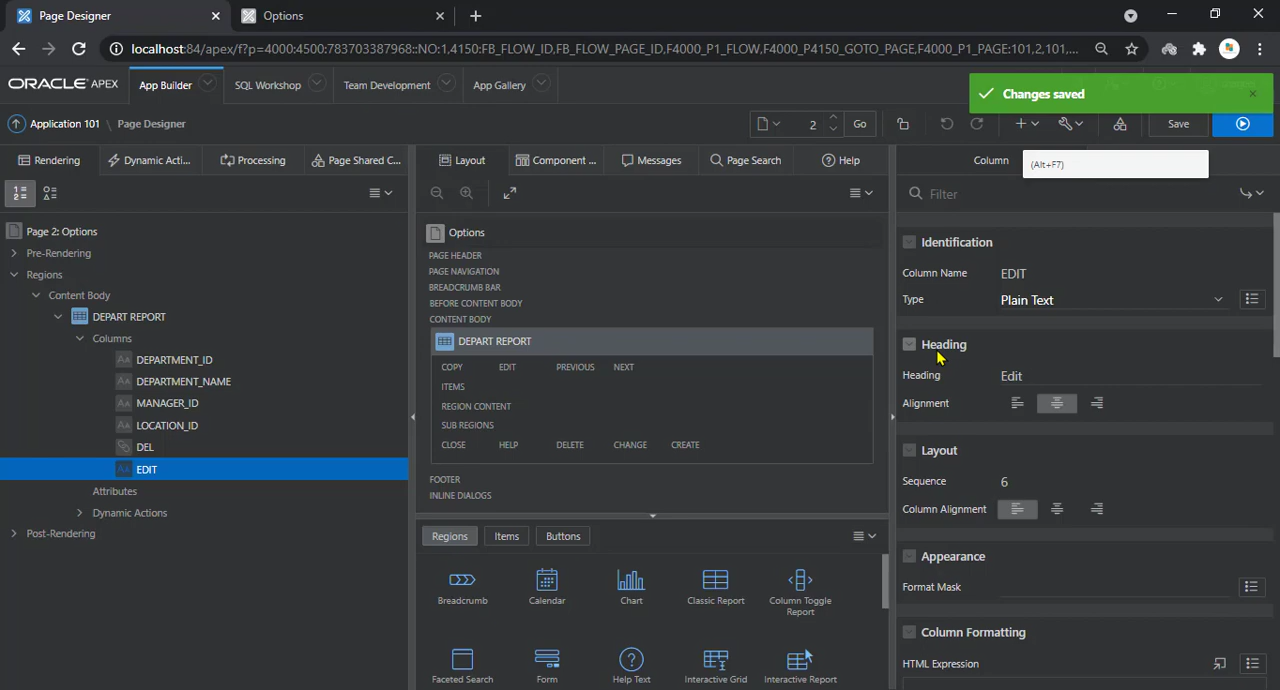 Page Designer
Options
localhost:84/apex/f?p=4000:4500:783703387968::NO:1,4150:FB_FLOW_ID,FB_FLOW_PAGE_ID,F4000_P1_FLOW,F4000_P4150_GOTO_PAGE,F4000_P1_PAGE:101,2,101,...
ORACLE APEX
App Builder
SQL Workshop
Team Development
App Gallery
Changes saved
Application 101 \ Page Designer
2
Go
Save
Rendering
Dynamic Acti...
Processing
Page Shared C...
Layout
Component ...
Messages
Page Search
Help
Column
(Alt+F7)
Filter
Page 2: Options
Pre-Rendering
Regions
Content Body
DEPART REPORT
Columns
DEPARTMENT_ID
DEPARTMENT_NAME
MANAGER_ID
LOCATION_ID
DEL
EDIT
Attributes
Dynamic Actions
Post-Rendering
Options
PAGE HEADER
PAGE NAVIGATION
BREADCRUMB BAR
BEFORE CONTENT BODY
CONTENT BODY
DEPART REPORT
COPY EDIT PREVIOUS NEXT
ITEMS
REGION CONTENT
SUB REGIONS
CLOSE HELP DELETE CHANGE CREATE
FOOTER
INLINE DIALOGS
Regions
Items
Buttons
Breadcrumb
Calendar
Chart
Classic Report
Column Toggle
Report
Faceted Search
Form
Help Text
Interactive Grid
Interactive Report
Identification
Column Name EDIT
Type Plain Text
Heading
Heading Edit
Alignment
Layout
Sequence 6
Column Alignment
Appearance
Format Mask
Column Formatting
HTML Expression